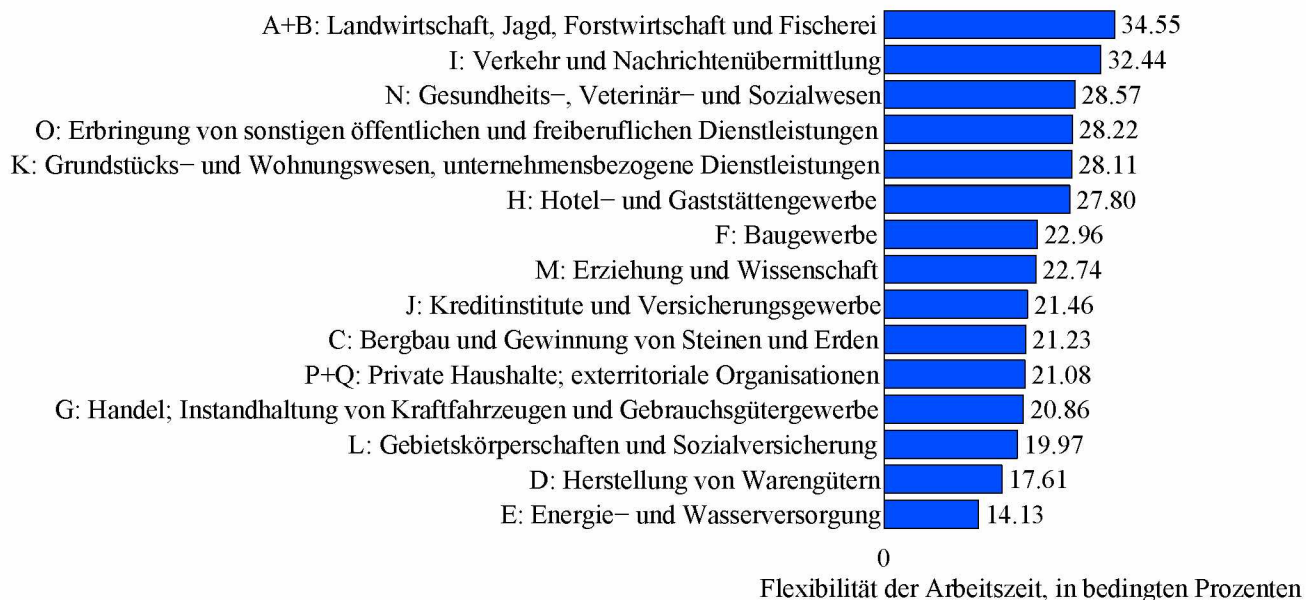 A+B: Landwirtschaft, Jagd, Forstwirtschaft und Fischerei 34.55
I: Verkehr und Nachrichtenübermittlung 32.44
N: Gesundheits−, Veterinär− und Sozialwesen 28.57
O: Erbringung von sonstigen öffentlichen und freiberuflichen Dienstleistungen 28.22
K: Grundstücks− und Wohnungswesen, unternehmensbezogene Dienstleistungen 28.11
H: Hotel− und Gaststättengewerbe 27.80
F: Baugewerbe 22.96
M: Erziehung und Wissenschaft 22.74
J: Kreditinstitute und Versicherungsgewerbe 21.46
C: Bergbau und Gewinnung von Steinen und Erden 21.23
P+Q: Private Haushalte; exterritoriale Organisationen 21.08
G: Handel; Instandhaltung von Kraftfahrzeugen und Gebrauchsgütergewerbe 20.86
L: Gebietskörperschaften und Sozialversicherung 19.97
D: Herstellung von Warengütern 17.61
E: Energie− und Wasserversorgung 14.13
0
Flexibilität der Arbeitszeit, in bedingten Prozenten